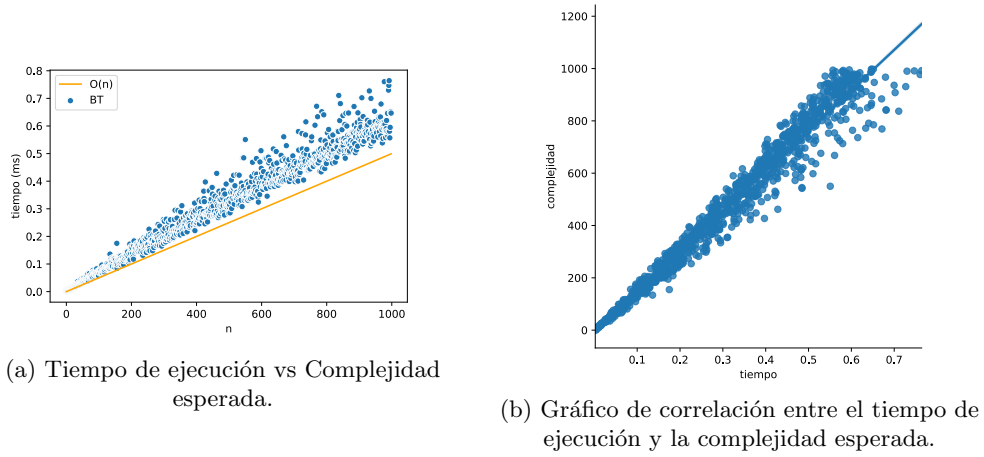 0.8
0.7
0.6
0.5
0.4
0.3
0.2
0.1
0.0
tiempo (ms)
O(n)
BT
0 200 400 600 800 1000
n
(a) Tiempo de ejecución vs Complejidad
esperada.
1200
1000
800
600
400
200
0
complejidad
0.1 0.2 0.3 0.4 0.5 0.6 0.7
tiempo
(b) Gráfico de correlación entre el tiempo de
ejecución y la complejidad esperada.